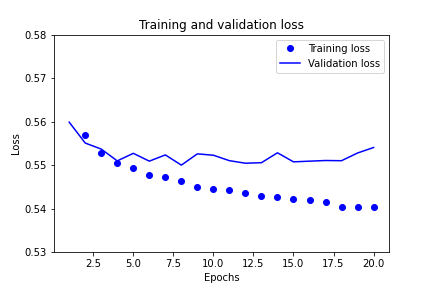 Training and validation loss
Training loss
Validation loss
0.58
0.57
0.56
0.55
0.54
0.53
Loss
2.5 5.0 7.5 10.0 12.5 15.0 17.5 20.0
Epochs